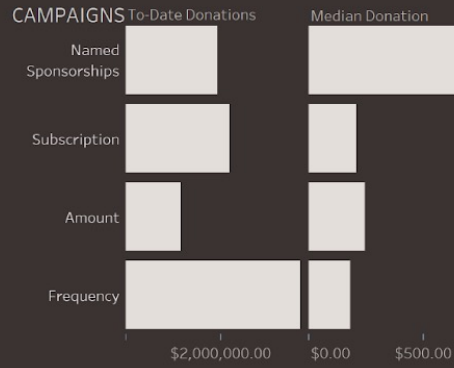 CAMPAIGNS To-Date Donations Median Donation
Named
Sponsorships
Subscription
Amount
Frequency
$2,000,000.00 $0.00 $500.00